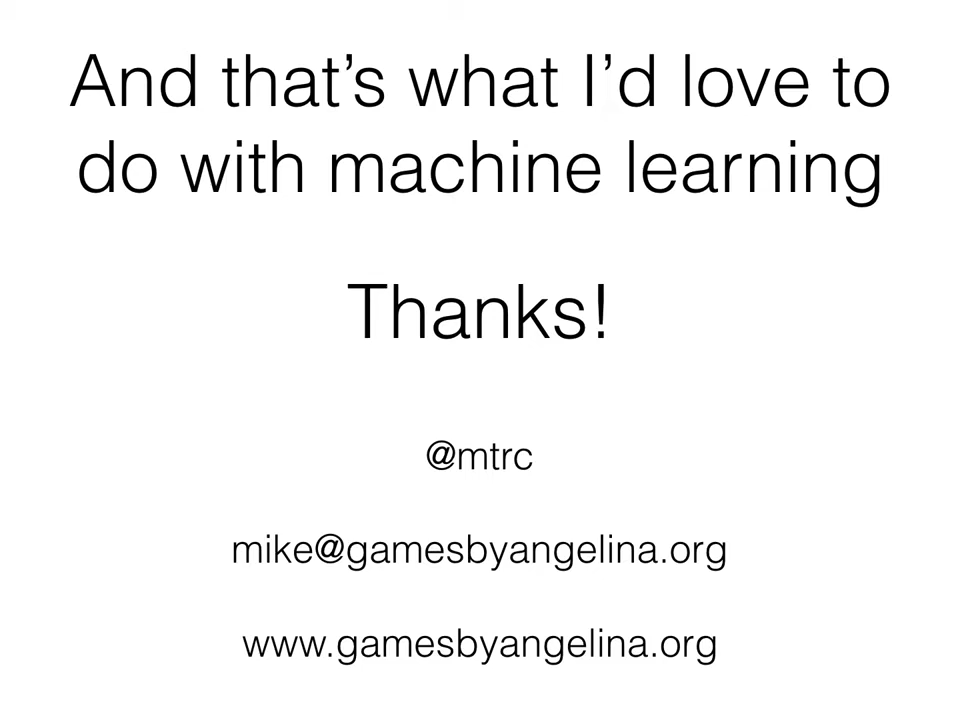 And that’s what I’d love to
do with machine learning
Thanks!
@mtrc
mike@gamesbyangelina.org
www.gamesbyangelina.org